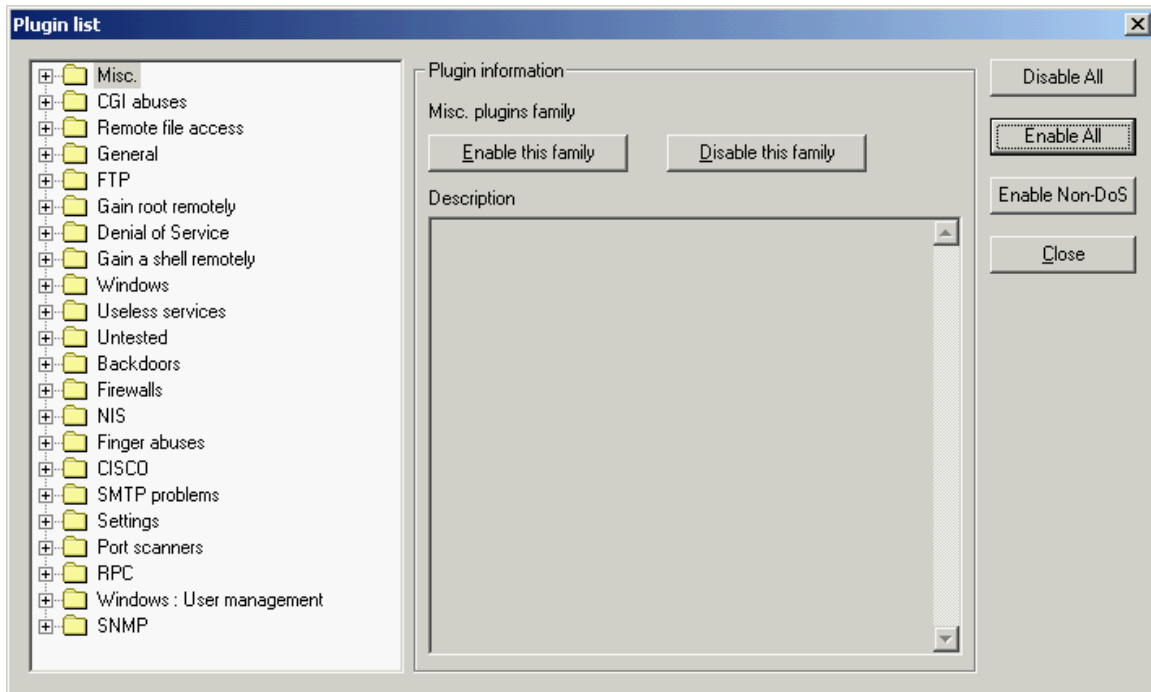 Plugin list
Misc.
CGI abuses
Remote file access
General
FTP
Gain root remotely
Denial of Service
Gain a shell remotely
Windows
Useless services
Untested
Backdoors
Firewalls
NIS
Finger abuses
CISCO
SMTP problems
Settings
Port scanners
RPC
Windows : User management
SNMP
Plugin information
Misc. plugins family
Enable this family
Disable this family
Description
Disable All
Enable All
Enable Non-DoS
Close